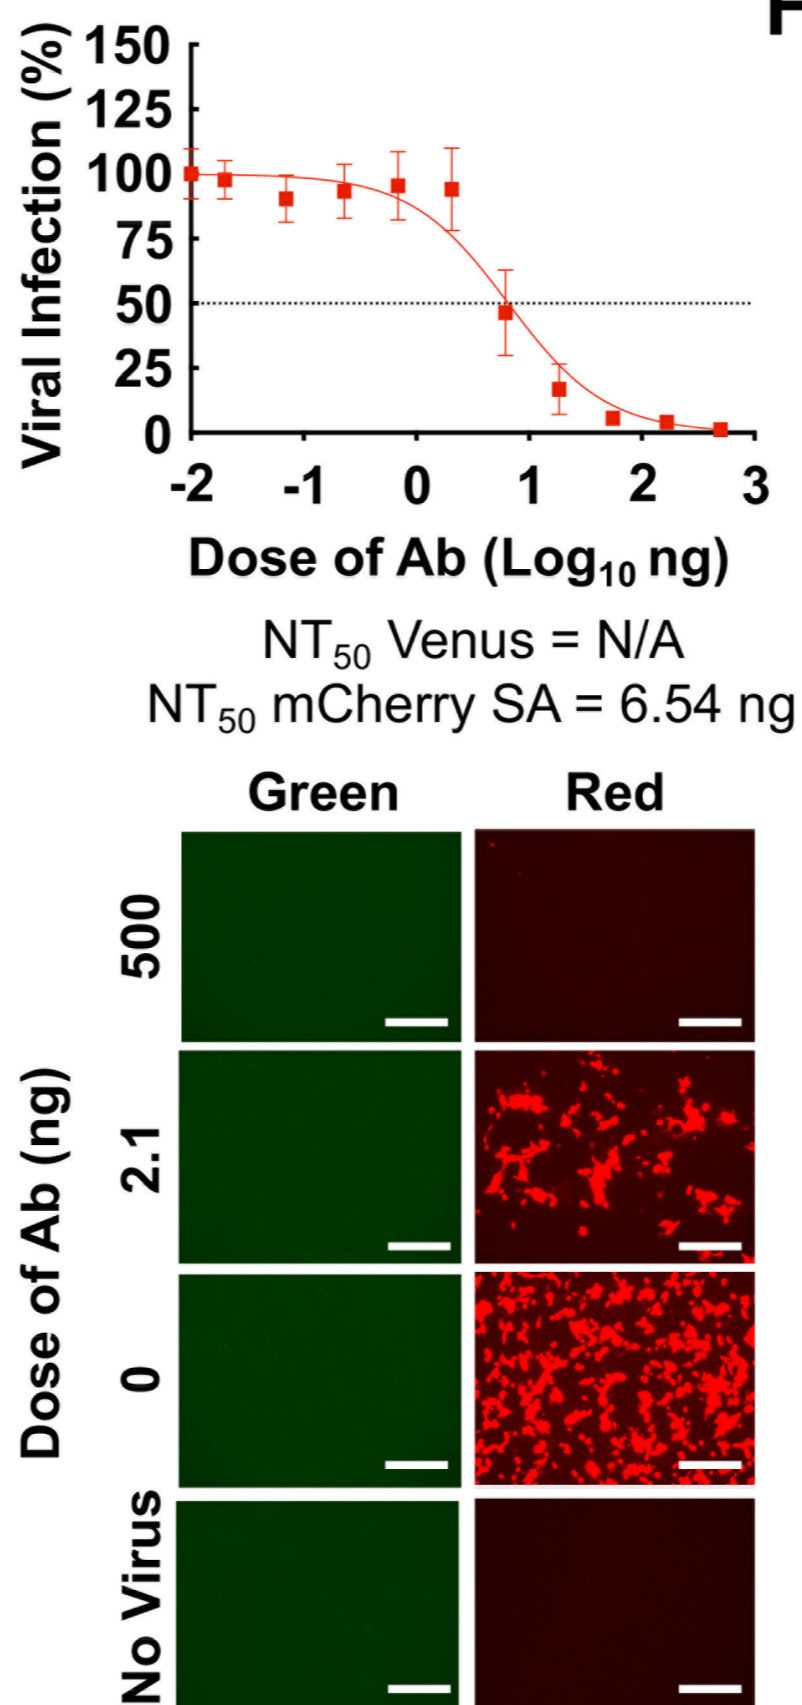 Viral Infection (%)
150
125
100
75
50
25
0
-2 -1 0 1 2 3
Dose of Ab (Log₁₀ ng)
NT₅₀ Venus = N/A
NT₅₀ mCherry SA = 6.54 ng
Green Red
Dose of Ab (ng)
500
2.1
0
No Virus